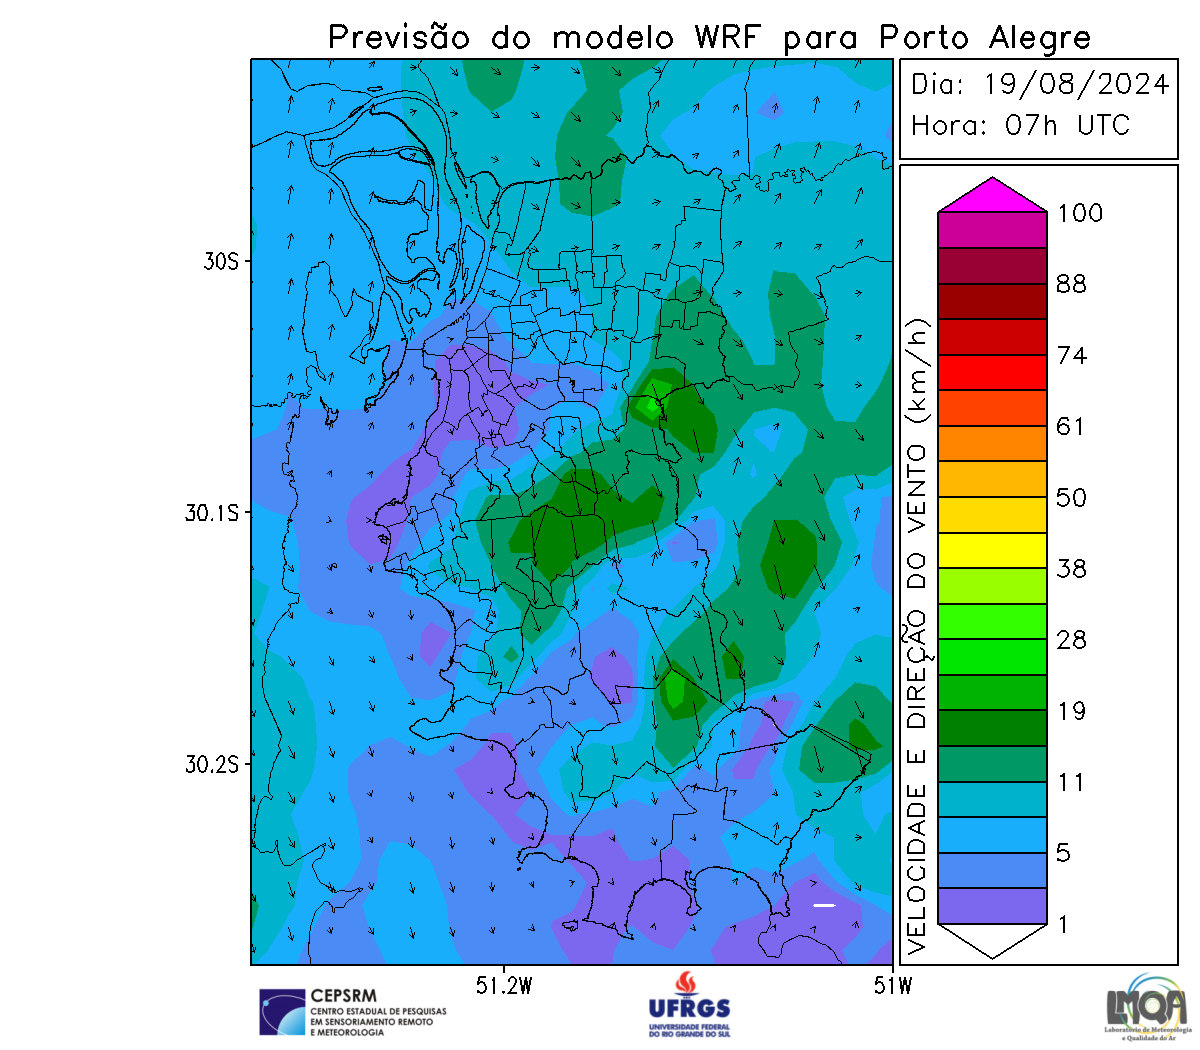 Previsão do modelo WRF para Porto Alegre
Dia: 19/08/2024
Hora: 07h UTC
100
88
74
61
50
38
28
19
11
5
1
VELOCIDADE E DIREÇÃO DO VENTO (km/h)
30S
30.1S
30.2S
51.2W
51W
CEPSRM
CENTRO ESTADUAL DE PESQUISAS
EM SENSORIAMENTO REMOTO
E METEOROLOGIA
UFRGS
UNIVERSIDADE FEDERAL
DO RIO GRANDE DO SUL
LMQA
Laboratório de Meteorologia
e Qualidade do Ar